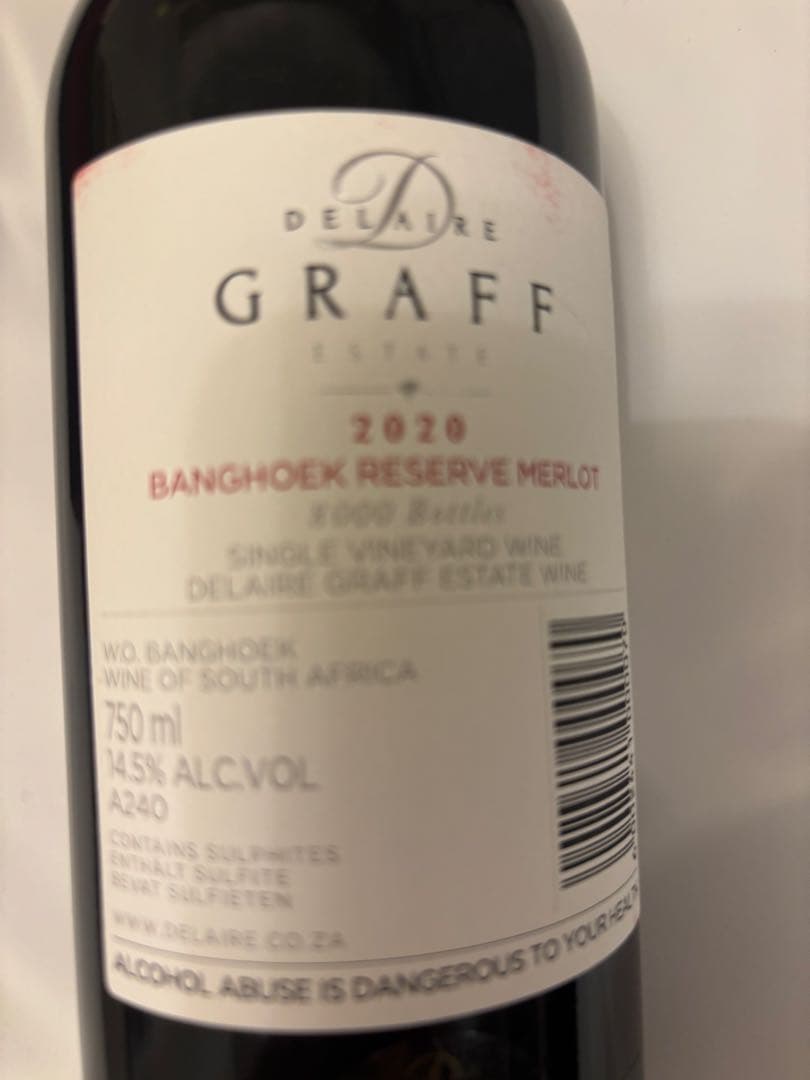 D
DELAIRE
GRAFF
ESTATE
2020
BANGHOEK RESERVE MERLOT
8000 Bottles
SINGLE VINEYARD WINE
DELAIRE GRAFF ESTATE WINE
W.O. BANGHOEK
WINE OF SOUTH AFRICA
750 ml
14.5% ALC.VOL
A240
CONTAINS SULPHITES
ENTHÄLT SULFITE
BEVAT SULFIETEN
WWW.DELAIRE.CO.ZA
ALCOHOL ABUSE IS DANGEROUS TO YOUR HEALTH